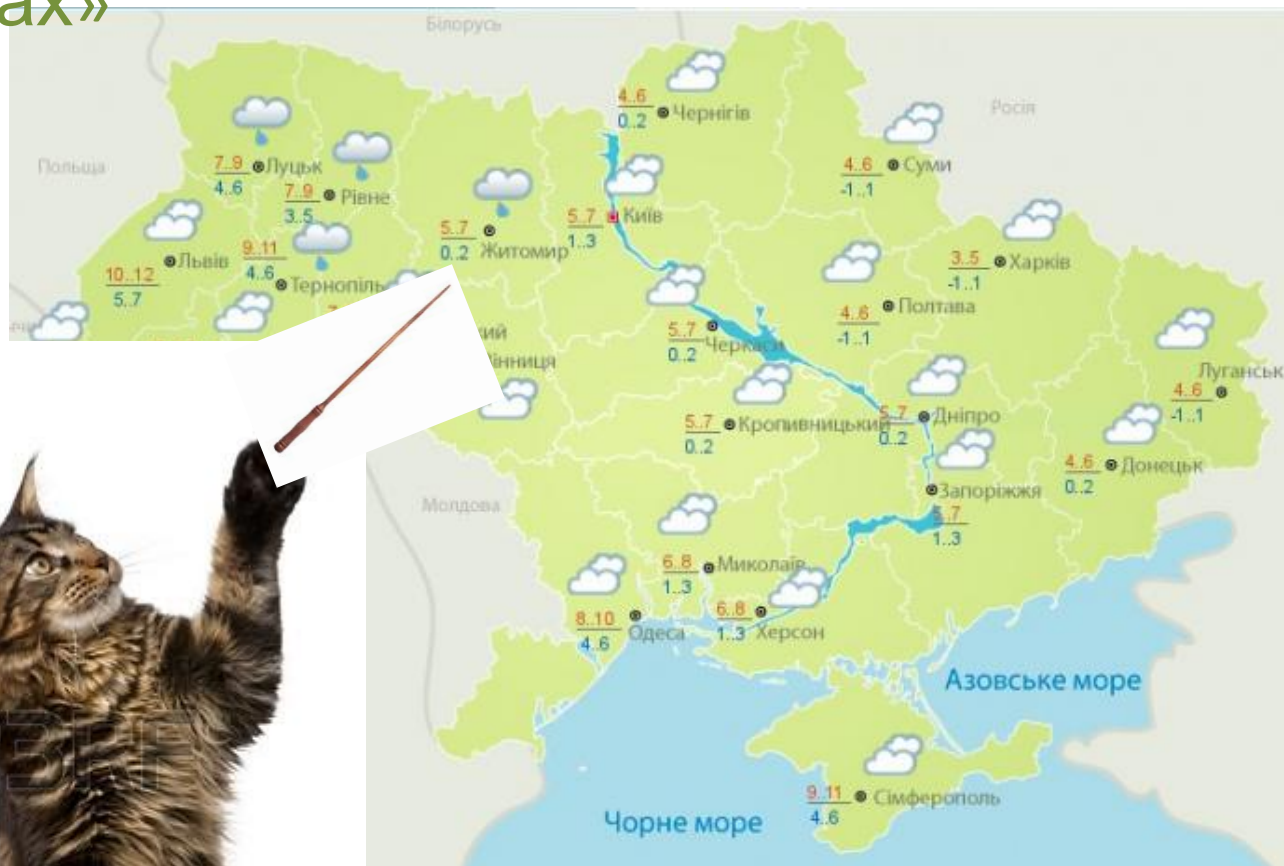 ах»
Білорусь
Росія
Польща
4..6
0..2
Чернігів
4..6
-1..1
Суми
7..9
4..6
Луцьк
7..9
3..5
Рівне
5..7
0..2
Житомир
5..7
1..3
Київ
10..12
5..7
Львів
9..11
4..6
Тернопіль
3..5
-1..1
Харків
4..6
-1..1
Полтава
5..7
0..2
Черкаси
кий
інниця
Луганськ
4..6
-1..1
5..7
0..2
Кропивницький
5..7
0..2
Дніпро
4..6
0..2
Донецьк
Запоріжжя
5..7
1..3
Молдова
6..8
1..3
Миколаїв
8..10
4..6
Одеса
6..8
1..3
Херсон
Азовське море
9..11
4..6
Сімферополь
Чорне море